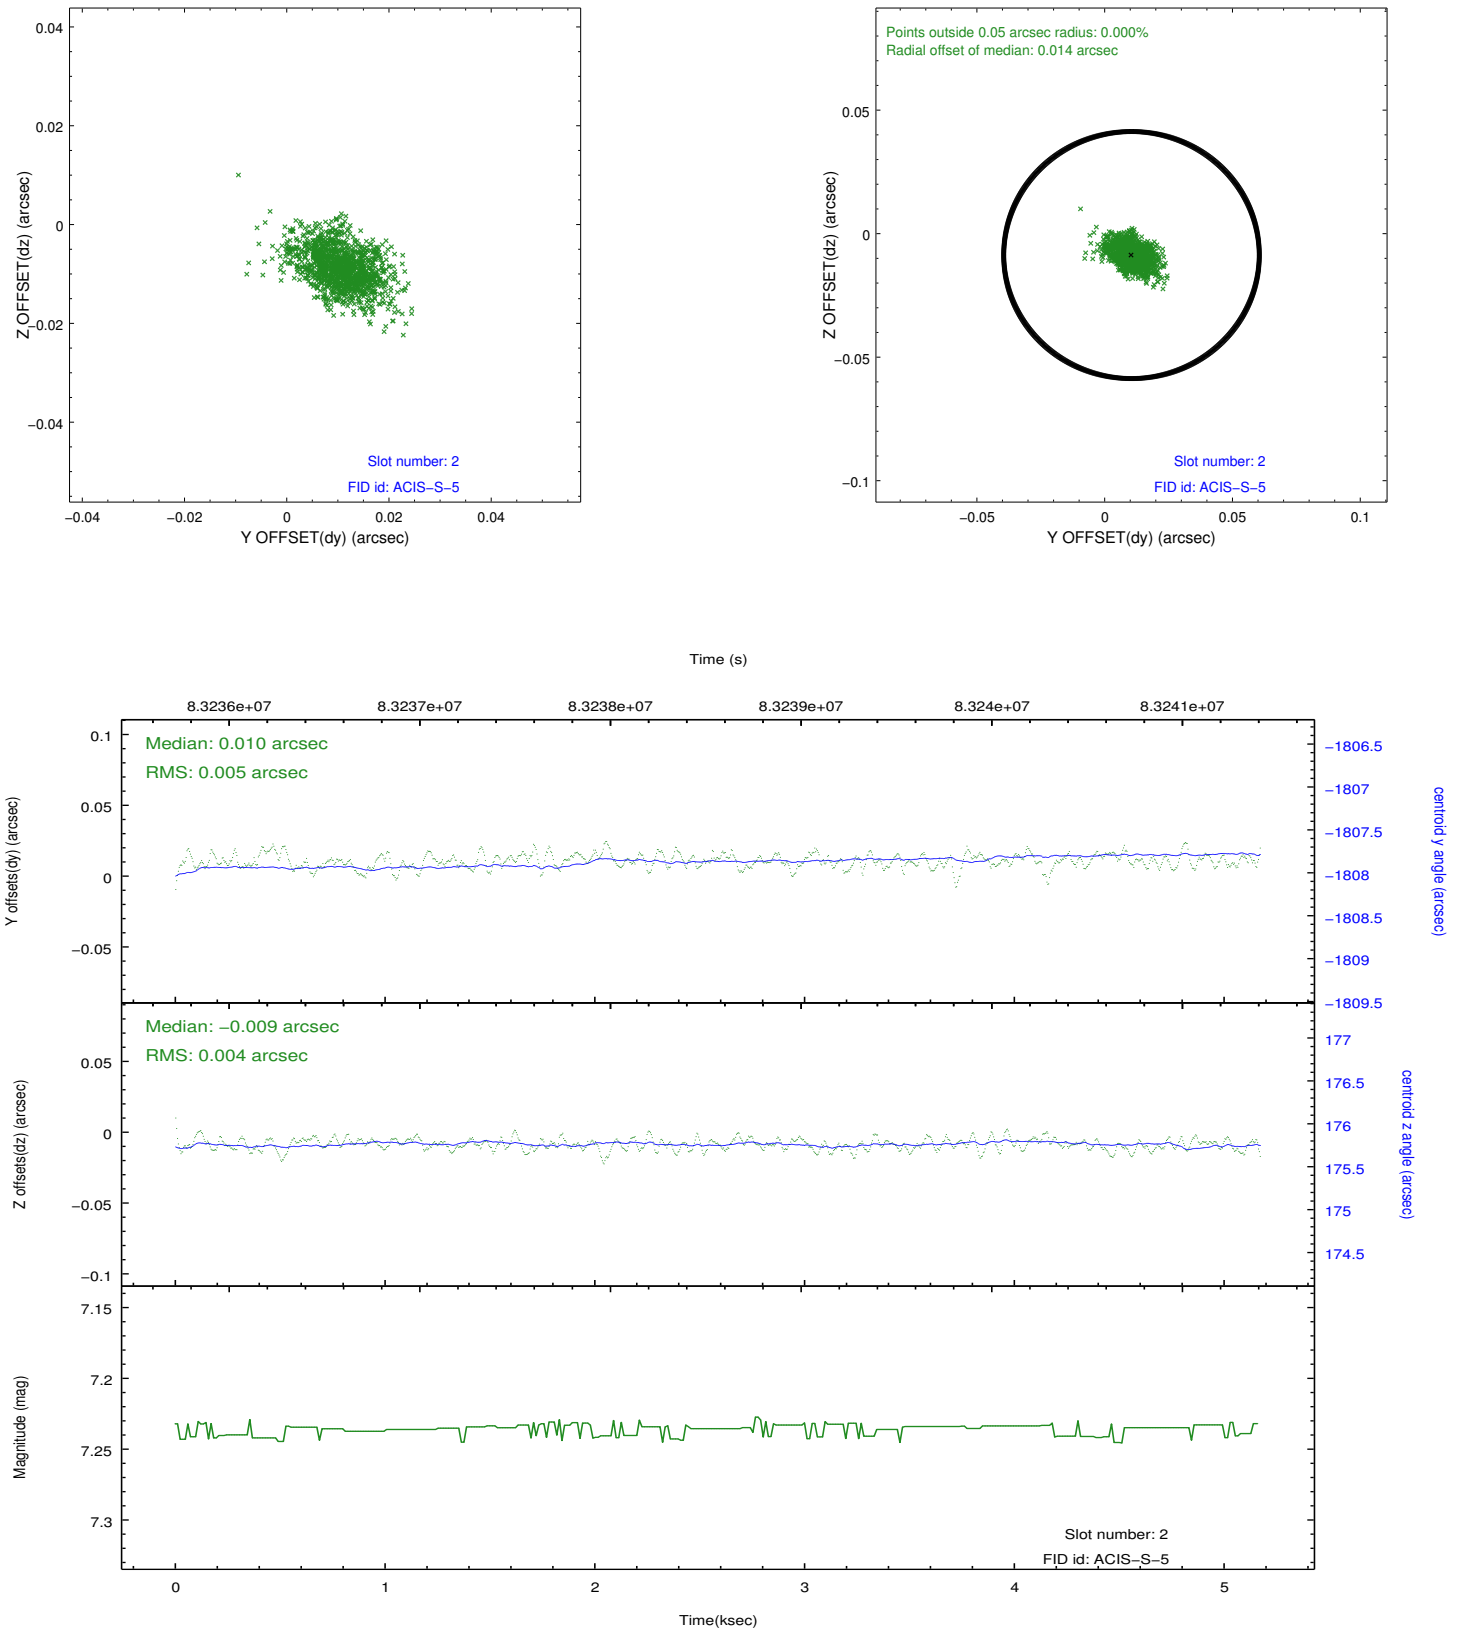 0.04
0.02
0
−0.02
−0.04
Z OFFSET(dz) (arcsec)
Slot number: 2
FID id: ACIS−S−5
−0.04
−0.02
0
0.02
0.04
Y OFFSET(dy) (arcsec)
Points outside 0.05 arcsec radius: 0.000%
Radial offset of median: 0.014 arcsec
0.05
0
−0.05
−0.1
Z OFFSET(dz) (arcsec)
Slot number: 2
FID id: ACIS−S−5
−0.05
0
0.05
0.1
Y OFFSET(dy) (arcsec)
Time (s)
8.3236e+07
8.3237e+07
8.3238e+07
8.3239e+07
8.324e+07
8.3241e+07
Median: 0.010 arcsec
RMS: 0.005 arcsec
0.1
0.05
0
−0.05
Y offsets(dy) (arcsec)
−1806.5
−1807
−1807.5
−1808
−1808.5
−1809
−1809.5
centroid y angle (arcsec)
Median: −0.009 arcsec
RMS: 0.004 arcsec
0.05
0
−0.05
−0.1
Z offsets(dz) (arcsec)
177
176.5
176
175.5
175
174.5
centroid z angle (arcsec)
7.15
7.2
7.25
7.3
Magnitude (mag)
Slot number: 2
FID id: ACIS−S−5
0
1
2
3
4
5
Time(ksec)